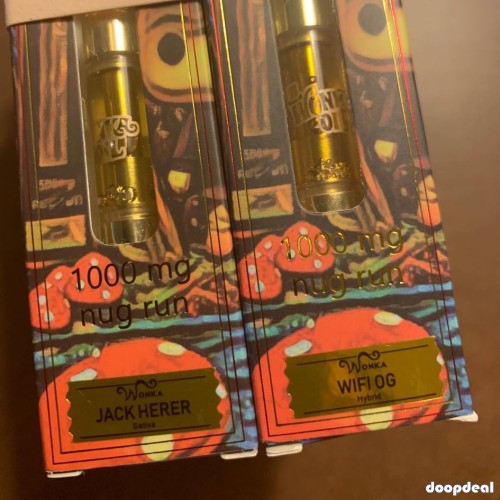 1000 mg
nug run
WONKA
JACK HERER
Sativa
1000 mg
nug run
WONKA
WIFI OG
Hybrid
doopdeal